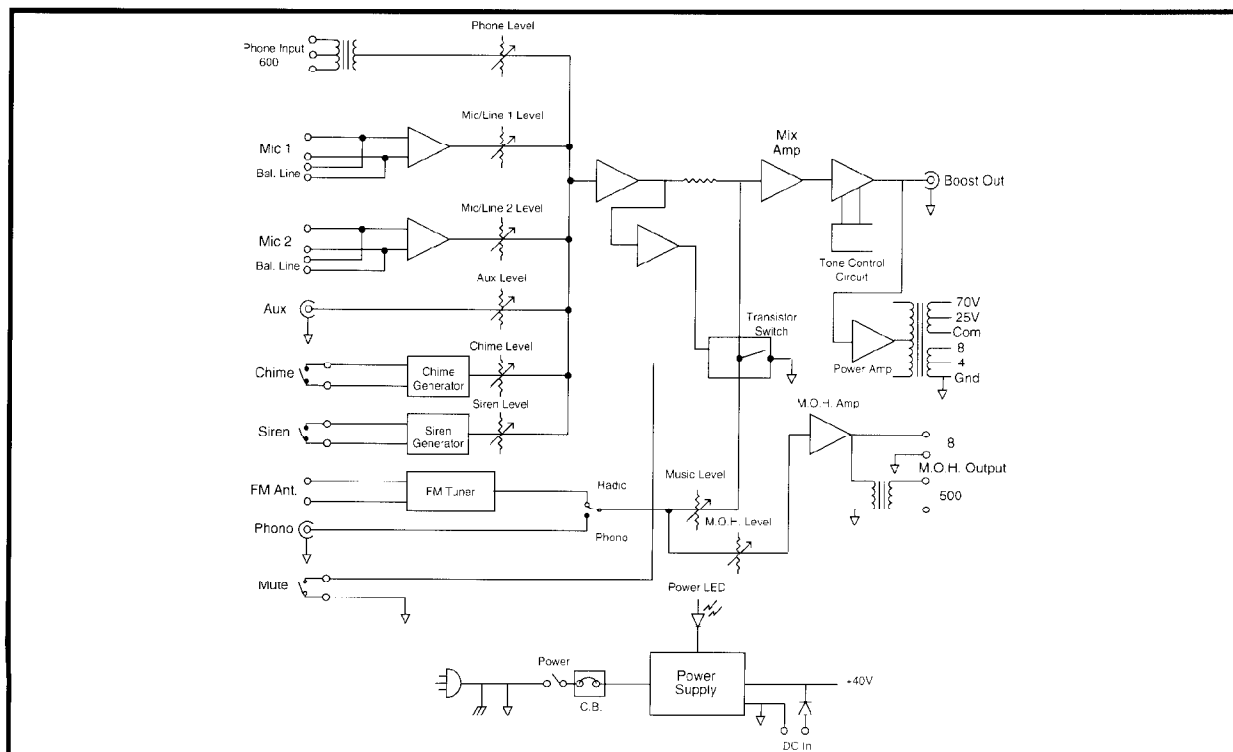 Phone Level
Phone Input
600
Mic/Line 1 Level
Mic 1
Bal. Line
Mix
Amp
Boost Out
Mic/Line 2 Level
Mic 2
Bal. Line
Tone Control
Circuit
Aux Level
Aux
70V
25V
Com
8
4
Gnd
Transistor
Switch
Power Amp
Chime Level
Chime
Chime
Generator
Siren Level
Siren
Siren
Generator
M.O.H. Amp
8
M.O.H. Output
500
FM Ant.
FM Tuner
Radio
Music Level
Phono
Phono
M.O.H. Level
Mute
Power LED
Power
C.B.
Power
Supply
+40V
DC In